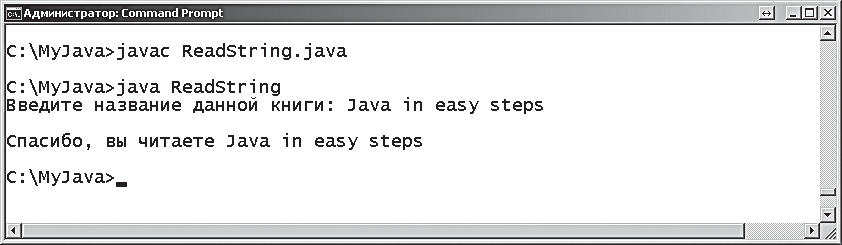 Администратор: Command Prompt
C:\MyJava>javac ReadString.java
C:\MyJava>java ReadString
Введите название данной книги: Java in easy steps
Спасибо, вы читаете Java in easy steps
C:\MyJava>